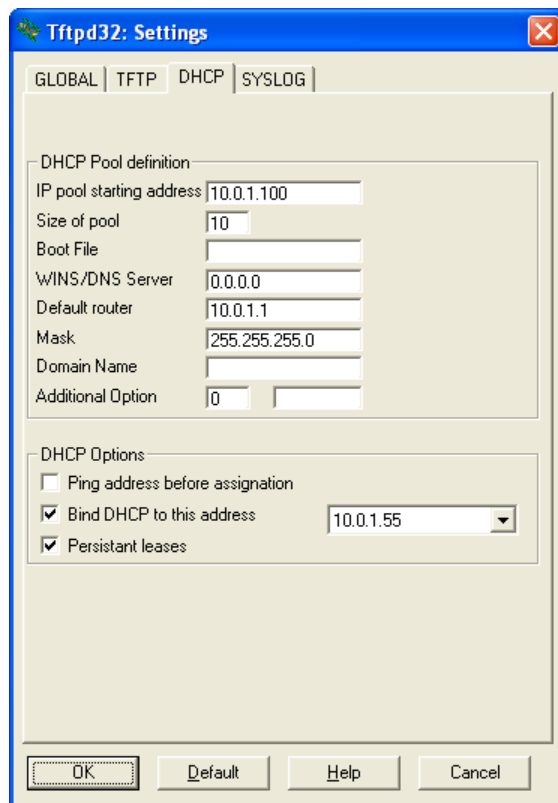 Tftpd32: Settings
GLOBAL TFTP DHCP SYSLOG
DHCP Pool definition
IP pool starting address 10.0.1.100
Size of pool 10
Boot File
WINS/DNS Server 0.0.0.0
Default router 10.0.1.1
Mask 255.255.255.0
Domain Name
Additional Option 0
DHCP Options
Ping address before assignation
Bind DHCP to this address 10.0.1.55
Persistant leases
OK Default Help Cancel